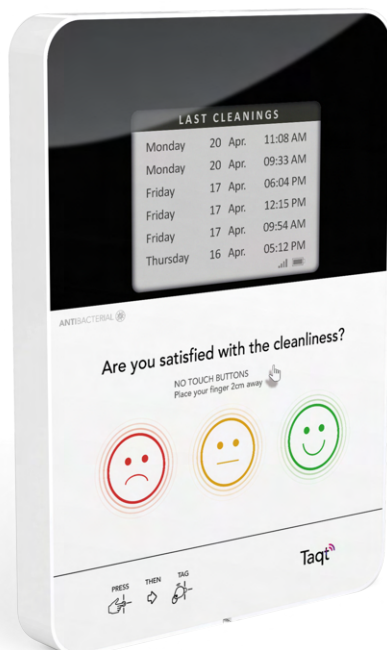 LAST CLEANINGS
Monday 20 Apr. 11:08 AM
Monday 20 Apr. 09:33 AM
Friday 17 Apr. 06:04 PM
Friday 17 Apr. 12:15 PM
Friday 17 Apr. 09:54 AM
Thursday 16 Apr. 05:12 PM
ANTIBACTERIAL
Are you satisfied with the cleanliness?
NO TOUCH BUTTONS
Place your finger 2cm away
PRESS THEN TAG
Taqt